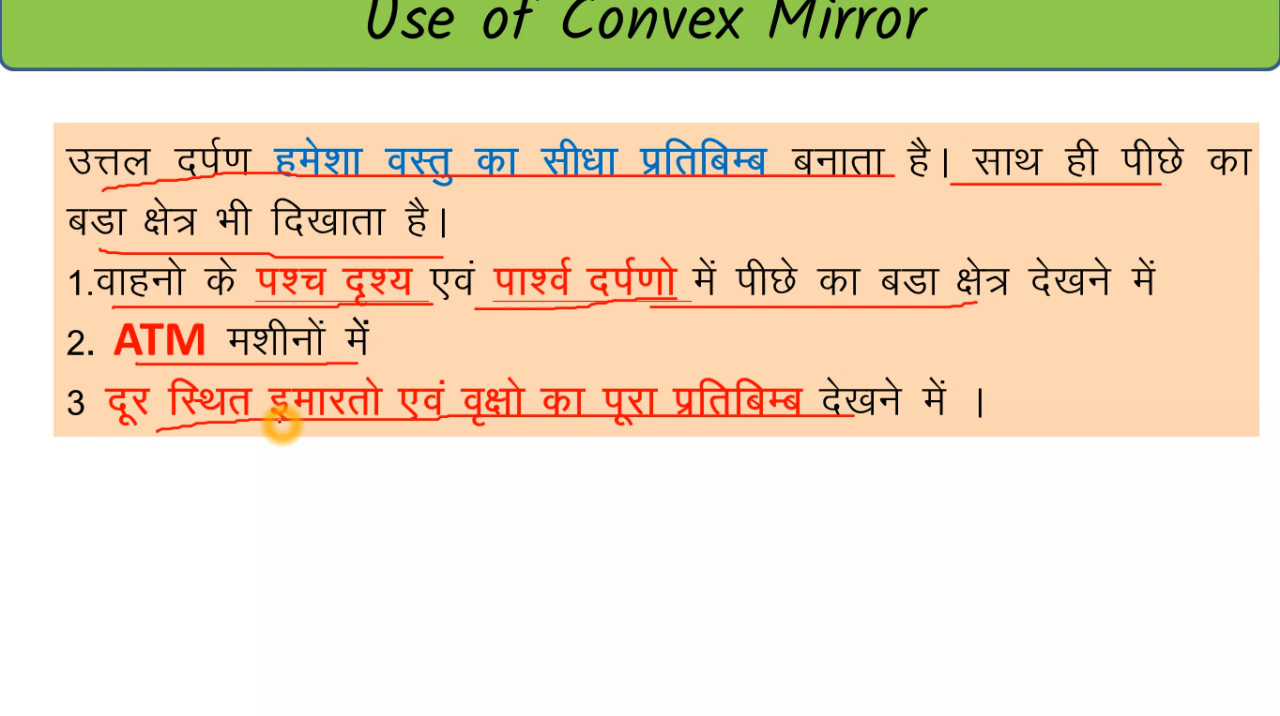 Use of Convex Mirror
उत्तल दर्पण हमेशा वस्तु का सीधा प्रतिबिम्ब बनाता है। साथ ही पीछे का
बडा क्षेत्र भी दिखाता है।
1.वाहनो के पश्च दृश्य एवं पार्श्व दर्पणो में पीछे का बडा क्षेत्र देखने में
2. ATM मशीनों में
3 दूर स्थित इमारतो एवं वृक्षो का पूरा प्रतिबिम्ब देखने में ।